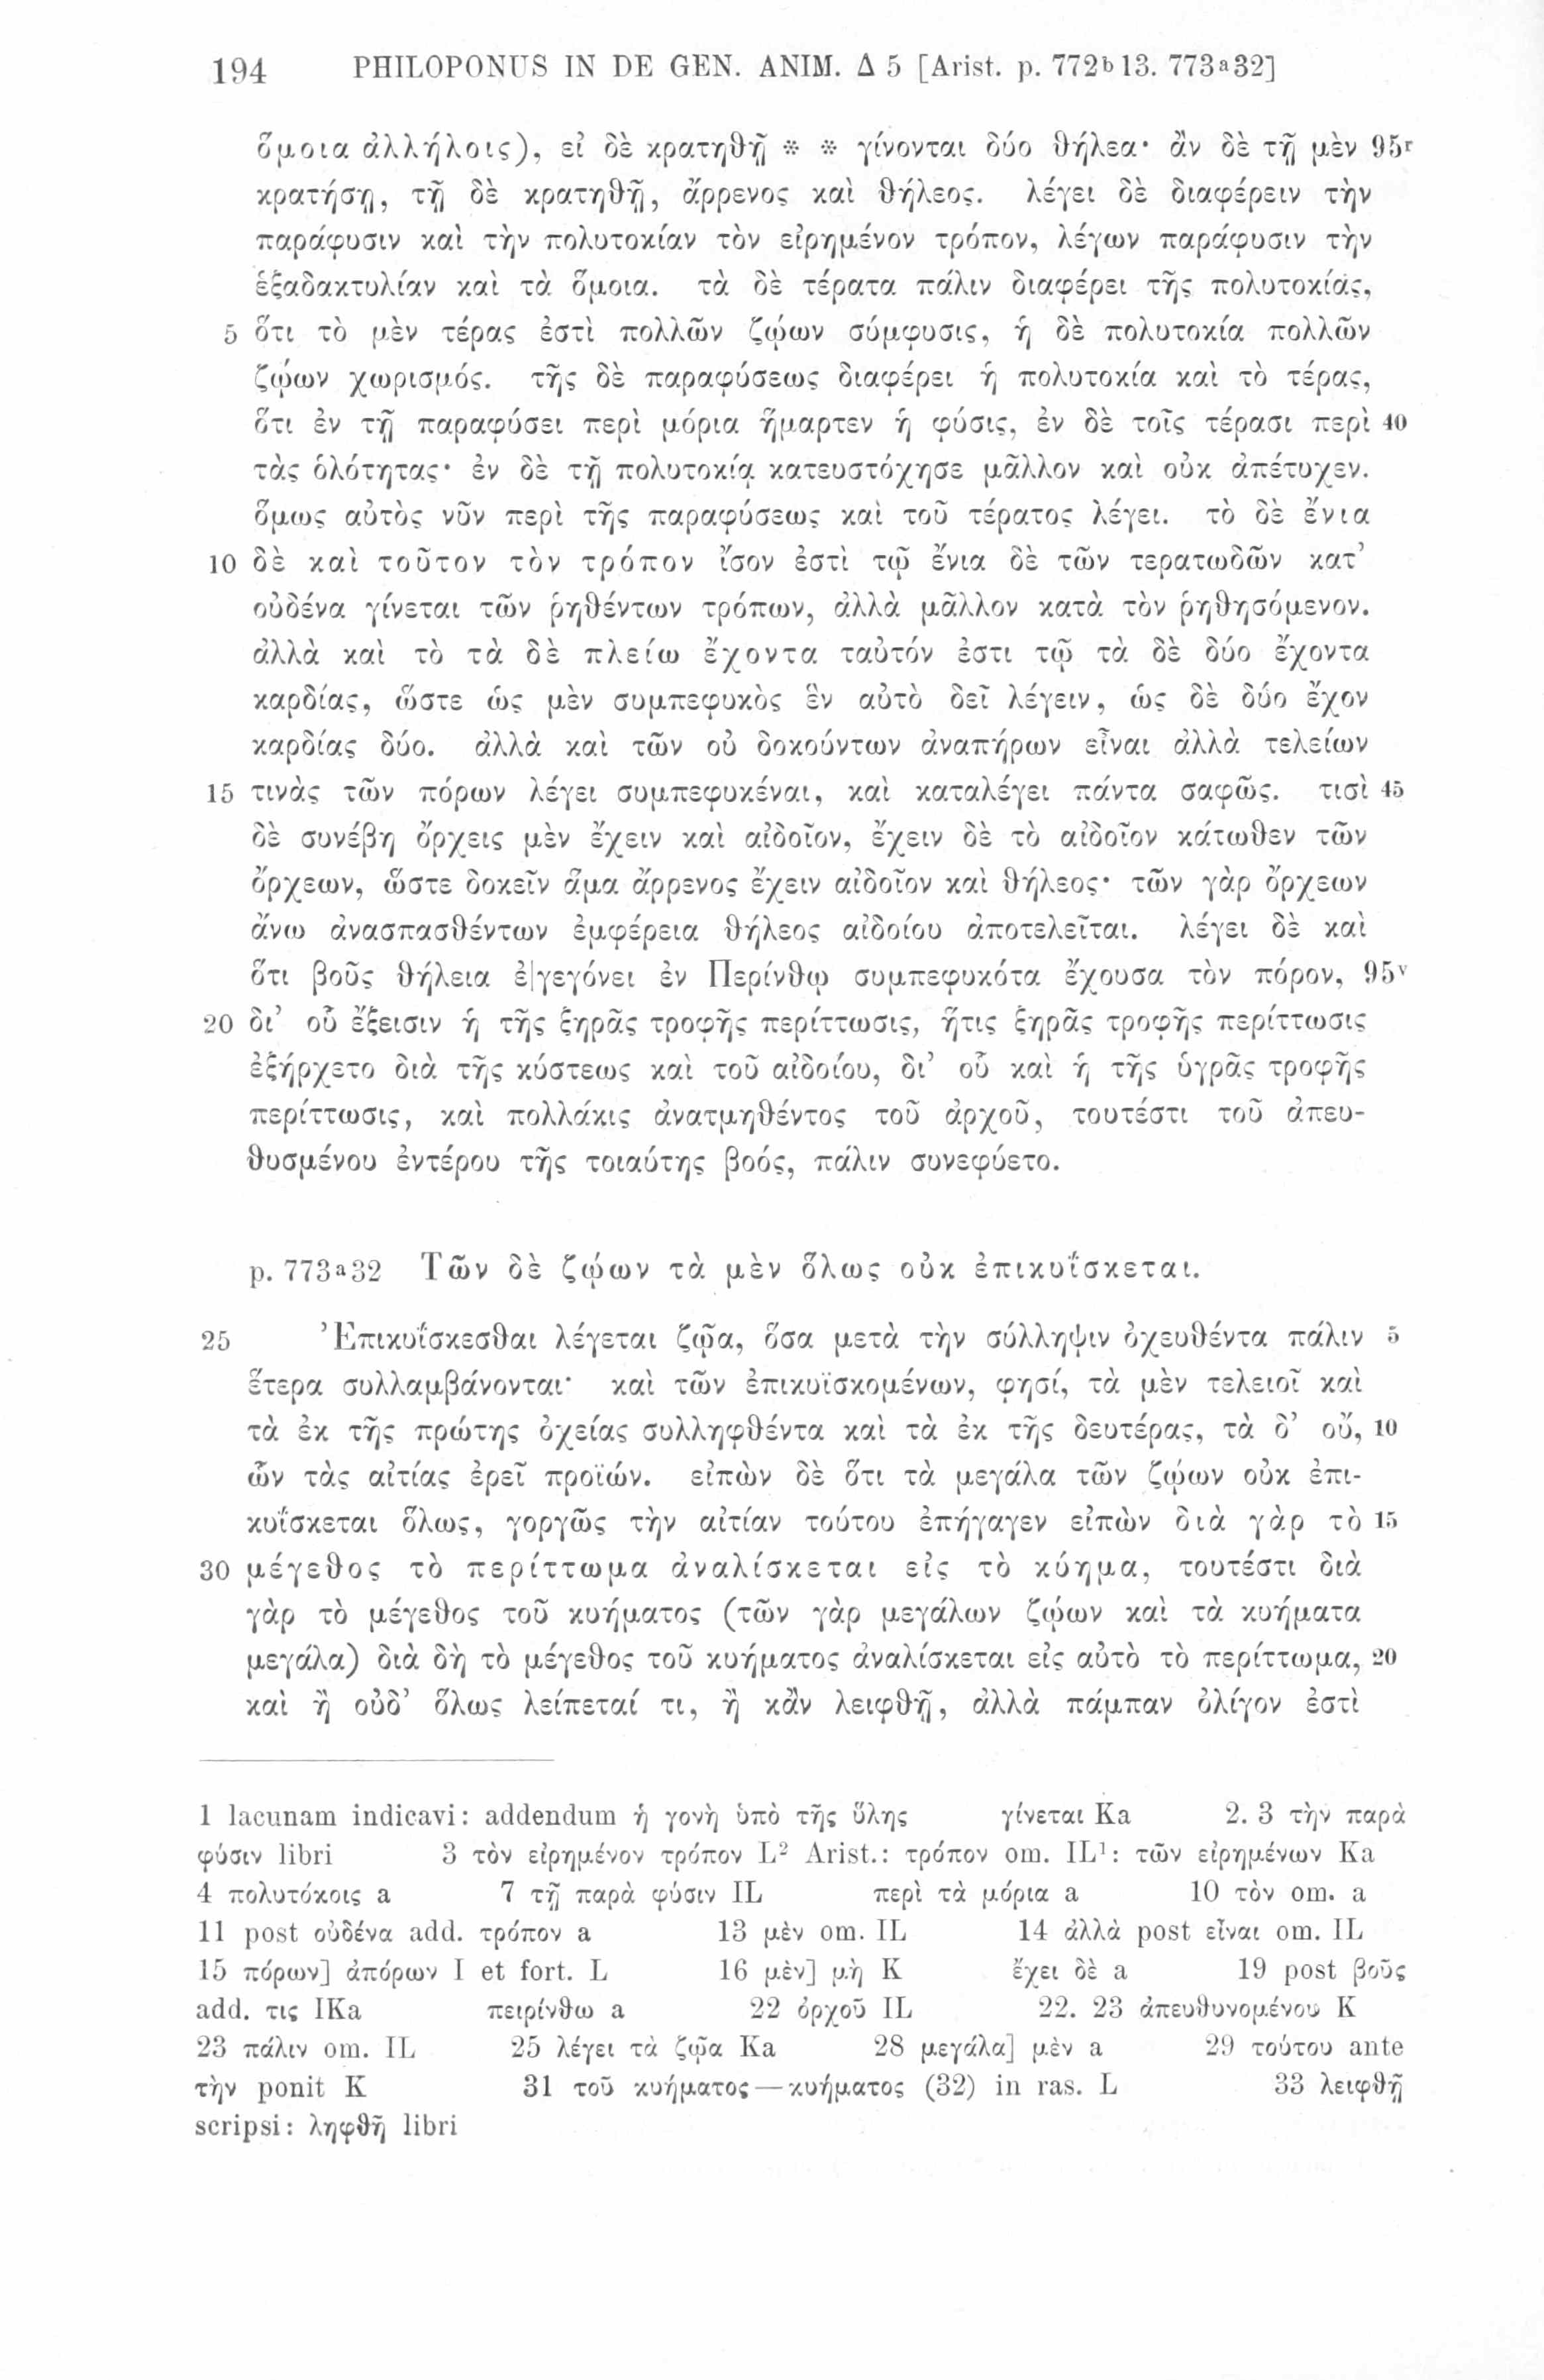 194 PHILOPONUS IN DE GEN. ANIM. Δ 5 [Arist. p. 772b13. 773a32]
ὅμοια ἀλλήλοις), εἰ δὲ κρατηθῇ * * γίνονται δύο θήλεα· ἂν δὲ τῇ μὲν 95r
κρατήσῃ, τῇ δὲ κρατηθῇ, ἄρρενος καὶ θήλεος. λέγει δὲ διαφέρειν τὴν
παράφυσιν καὶ τὴν πολυτοκίαν τὸν εἰρημένον τρόπον, λέγων παράφυσιν τὴν
ἑξαδακτυλίαν καὶ τὰ ὅμοια. τὰ δὲ τέρατα πάλιν διαφέρει τῆς πολυτοκίας,
5 ὅτι τὸ μὲν τέρας ἐστὶ πολλῶν ζῴων σύμφυσις, ἡ δὲ πολυτοκία πολλῶν
ζῴων χωρισμός. τῆς δὲ παραφύσεως διαφέρει ἡ πολυτοκία καὶ τὸ τέρας,
ὅτι ἐν τῇ παραφύσει περὶ μόρια ἥμαρτεν ἡ φύσις, ἐν δὲ τοῖς τέρασι περὶ 40
τὰς ὁλότητας· ἐν δὲ τῇ πολυτοκίᾳ κατευστόχησε μᾶλλον καὶ οὐκ ἀπέτυχεν.
ὅμως αὐτὸς νῦν περὶ τῆς παραφύσεως καὶ τοῦ τέρατος λέγει. τὸ δὲ ἔνια
10 δὲ καὶ τοῦτον τὸν τρόπον ἴσον ἐστὶ τῷ ἔνια δὲ τῶν τερατωδῶν κατ’
οὐδένα γίνεται τῶν ῥηθέντων τρόπων, ἀλλὰ μᾶλλον κατὰ τὸν ῥηθησόμενον.
ἀλλὰ καὶ τὸ τὰ δὲ πλείω ἔχοντα ταὐτόν ἐστι τῷ τὰ δὲ δύο ἔχοντα
καρδίας, ὥστε ὡς μὲν συμπεφυκὸς ἓν αὐτὸ δεῖ λέγειν, ὡς δὲ δύο ἔχον
καρδίας δύο. ἀλλὰ καὶ τῶν οὐ δοκούντων ἀναπήρων εἶναι ἀλλὰ τελείων
15 τινὰς τῶν πόρων λέγει συμπεφυκέναι, καὶ καταλέγει πάντα σαφῶς. τισὶ 45
δὲ συνέβη ὄρχεις μὲν ἔχειν καὶ αἰδοῖον, ἔχειν δὲ τὸ αἰδοῖον κάτωθεν τῶν
ὄρχεων, ὥστε δοκεῖν ἅμα ἄρρενος ἔχειν αἰδοῖον καὶ θήλεος· τῶν γὰρ ὄρχεων
ἄνω ἀνασπασθέντων ἐμφέρεια θήλεος αἰδοίου ἀποτελεῖται. λέγει δὲ καὶ
ὅτι βοῦς θήλεια ἐ|γεγόνει ἐν Περίνθῳ συμπεφυκότα ἔχουσα τὸν πόρον, 95v
20 δι’ οὗ ἔξεισιν ἡ τῆς ξηρᾶς τροφῆς περίττωσις, ἥτις ξηρᾶς τροφῆς περίττωσις
ἐξήρχετο διὰ τῆς κύστεως καὶ τοῦ αἰδοίου, δι’ οὗ καὶ ἡ τῆς ὑγρᾶς τροφῆς
περίττωσις, καὶ πολλάκις ἀνατμηθέντος τοῦ ἀρχοῦ, τουτέστι τοῦ ἀπευ-
θυσμένου ἐντέρου τῆς τοιαύτης βοός, πάλιν συνεφύετο.
p. 773a32 Τῶν δὲ ζῴων τὰ μὲν ὅλως οὐκ ἐπικυΐσκεται.
25 Ἐπικυΐσκεσθαι λέγεται ζῷα, ὅσα μετὰ τὴν σύλληψιν ὀχευθέντα πάλιν 5
ἕτερα συλλαμβάνονται· καὶ τῶν ἐπικυϊσκομένων, φησί, τὰ μὲν τελειοῖ καὶ
τὰ ἐκ τῆς πρώτης ὀχείας συλληφθέντα καὶ τὰ ἐκ τῆς δευτέρας, τὰ δ’ οὔ, 10
ὧν τὰς αἰτίας ἐρεῖ προϊών. εἰπὼν δὲ ὅτι τὰ μεγάλα τῶν ζῴων οὐκ ἐπι-
κυΐσκεται ὅλως, γοργῶς τὴν αἰτίαν τούτου ἐπήγαγεν εἰπὼν διὰ γὰρ τὸ 15
30 μέγεθος τὸ περίττωμα ἀναλίσκεται εἰς τὸ κύημα, τουτέστι διὰ
γὰρ τὸ μέγεθος τοῦ κυήματος (τῶν γὰρ μεγάλων ζῴων καὶ τὰ κυήματα
μεγάλα) διὰ δὴ τὸ μέγεθος τοῦ κυήματος ἀναλίσκεται εἰς αὐτὸ τὸ περίττωμα, 20
καὶ ἢ οὐδ’ ὅλως λείπεταί τι, ἢ κἂν λειφθῇ, ἀλλὰ πάμπαν ὀλίγον ἐστὶ
1 lacunam indicavi: addendum ἡ γονὴ ὑπὸ τῆς ὕλης γίνεται Ka 2. 3 τὴν παρὰ
φύσιν libri 3 τὸν εἰρημένον τρόπον L² Arist.: τρόπον om. IL¹: τῶν εἰρημένων Ka
4 πολυτόκοις a 7 τῇ παρὰ φύσιν IL περὶ τὰ μόρια a 10 τὸν om. a
11 post οὐδένα add. τρόπον a 13 μὲν om. IL 14 ἀλλὰ post εἶναι om. IL
15 πόρων] ἀπόρων I et fort. L 16 μὲν] μὴ K ἔχει δὲ a 19 post βοῦς
add. τις IKa πειρίνθω a 22 ὀρχοῦ IL 22. 23 ἀπευθυνομένου K
23 πάλιν om. IL 25 λέγει τὰ ζῷα Ka 28 μεγάλα] μὲν a 29 τούτου ante
τὴν ponit K 31 τοῦ κυήματος—κυήματος (32) in ras. L 33 λειφθῇ
scripsi: ληφθῇ libri